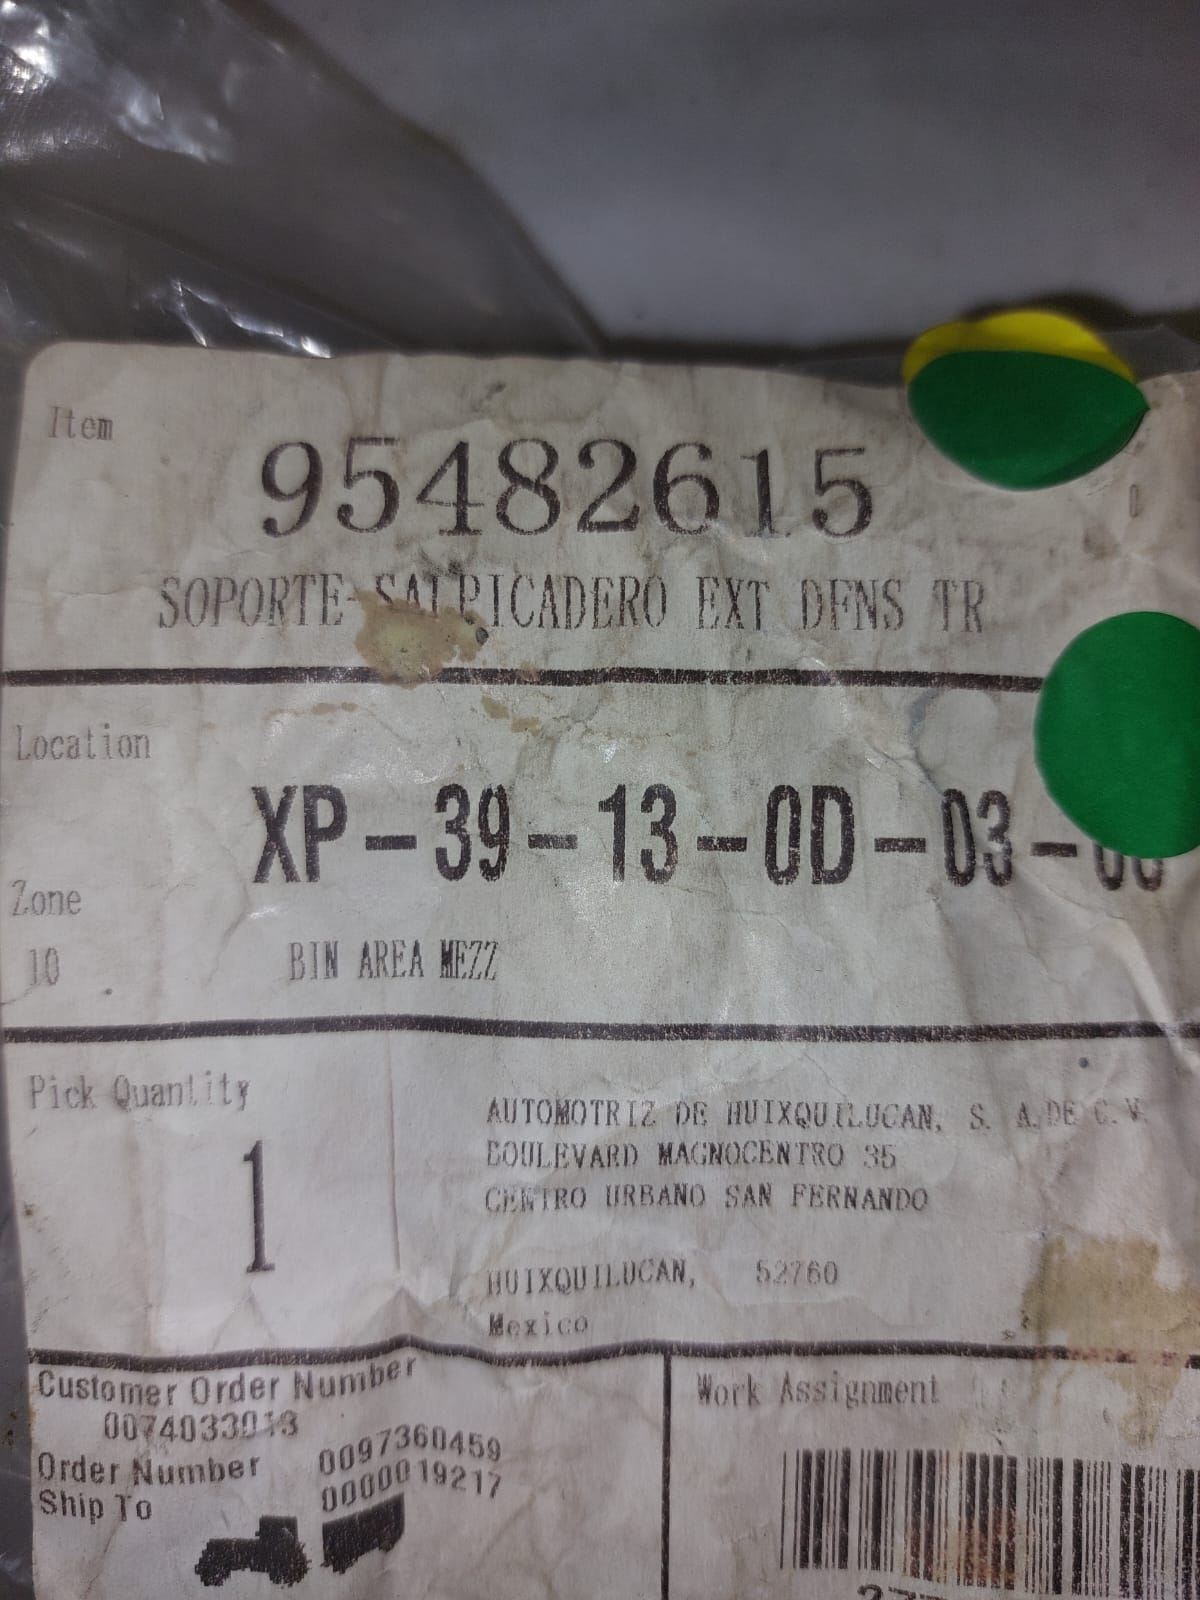 Item
95482615
SOPORTE-SALPICADERO EXT DFNS TR
Location
XP-39-13-0D-03-
Zone
10 BIN AREA MEZZ
Pick Quantity
1
AUTOMOTRIZ DE HUIXQUILUCAN, S. A. DE C.V.
BOULEVARD MAGNOCENTRO 35
CENTRO URBANO SAN FERNANDO
HUIXQUILUCAN, 52760
Mexico
Customer Order Number
0074033013
Order Number 0097360459
Ship To 0000019217
Work Assignment